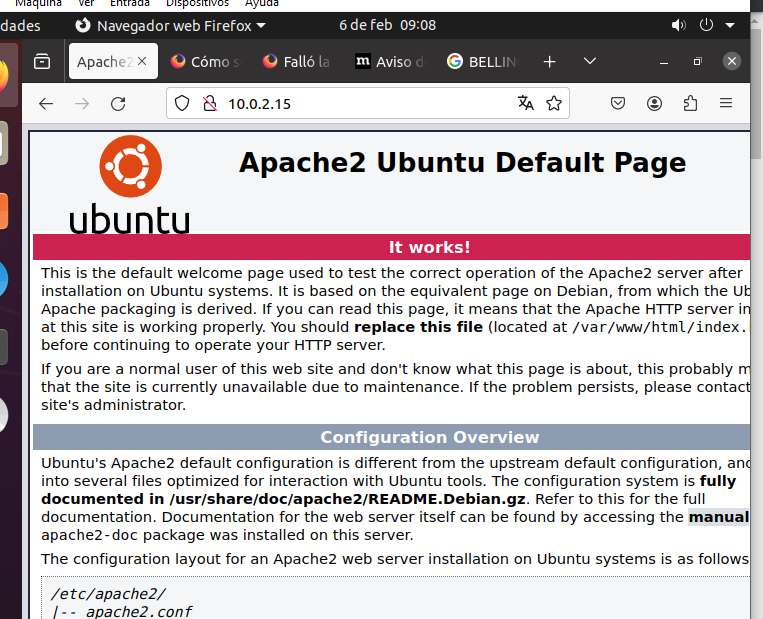 Máquina Ver Entrada Dispositivos Ayuda
dades Navegador web Firefox 6 de feb 09:08
Apache2 Cómo s Falló la m Aviso d G BELLIN
10.0.2.15
Apache2 Ubuntu Default Page
ubuntu
It works!
This is the default welcome page used to test the correct operation of the Apache2 server after
installation on Ubuntu systems. It is based on the equivalent page on Debian, from which the Ub
Apache packaging is derived. If you can read this page, it means that the Apache HTTP server in
at this site is working properly. You should replace this file (located at /var/www/html/index.
before continuing to operate your HTTP server.
If you are a normal user of this web site and don't know what this page is about, this probably m
that the site is currently unavailable due to maintenance. If the problem persists, please contact
site's administrator.
Configuration Overview
Ubuntu's Apache2 default configuration is different from the upstream default configuration, and
into several files optimized for interaction with Ubuntu tools. The configuration system is fully
documented in /usr/share/doc/apache2/README.Debian.gz. Refer to this for the full
documentation. Documentation for the web server itself can be found by accessing the manual
apache2-doc package was installed on this server.
The configuration layout for an Apache2 web server installation on Ubuntu systems is as follows
/etc/apache2/
|-- apache2.conf